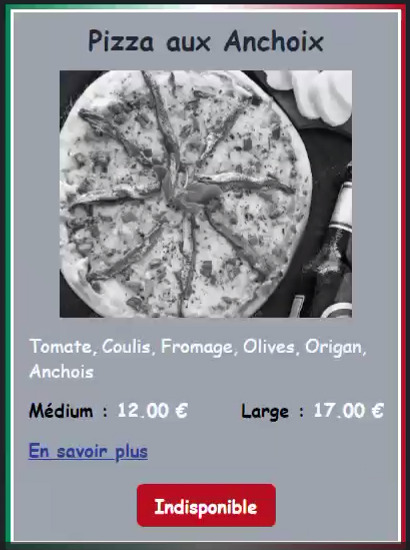 Pizza aux Anchoix
Tomate, Coulis, Fromage, Olives, Origan,
Anchois
Médium : 12.00 € Large : 17.00 €
En savoir plus
Indisponible